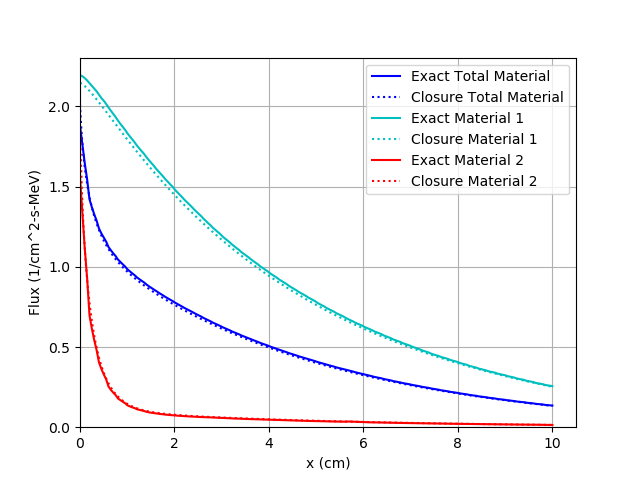 Exact Total Material
Closure Total Material
Exact Material 1
Closure Material 1
Exact Material 2
Closure Material 2
2.0
1.5
1.0
0.5
0.0
Flux (1/cm^2-s-MeV)
0 2 4 6 8 10
x (cm)